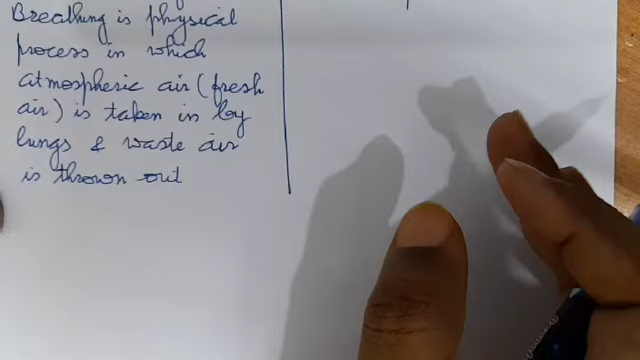 Breathing is physical
process in which
atmospheric air (fresh
air) is taken in by
lungs & waste air
is thrown out